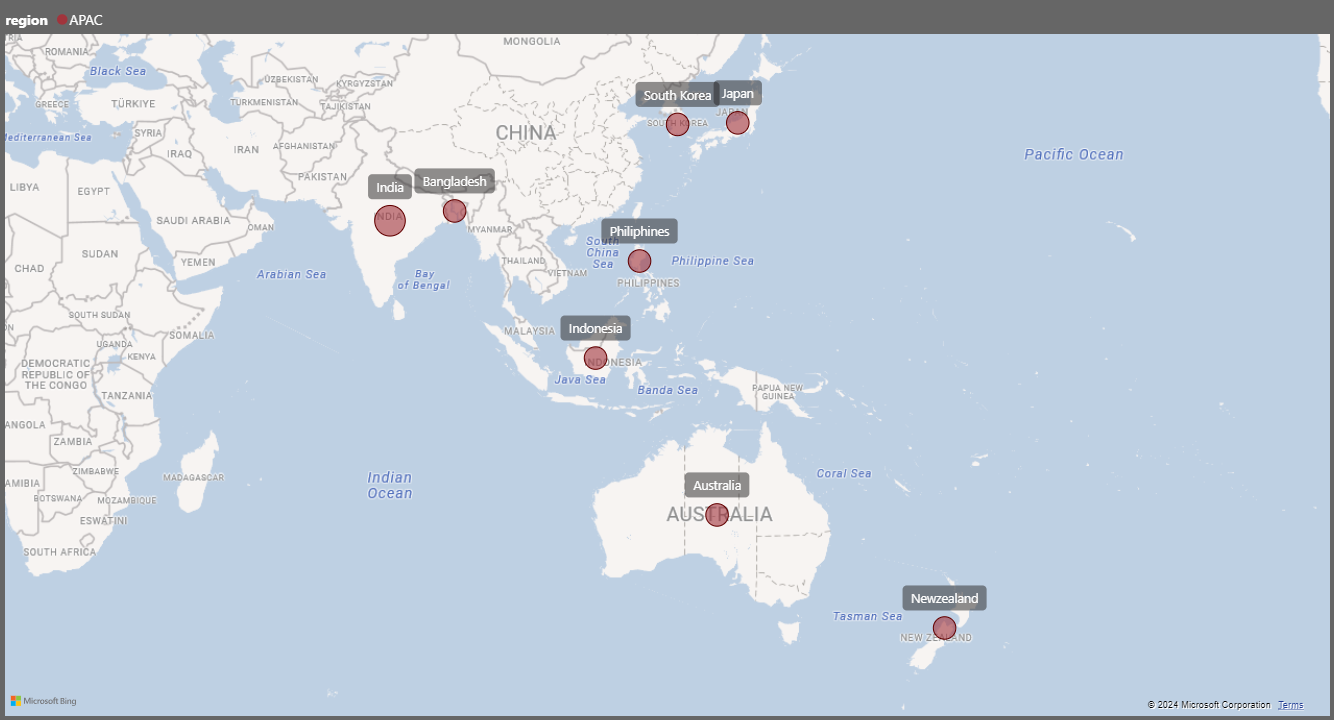 region APAC
MONGOLIA
ROMANIA
Black Sea
UZBEKISTAN
KYRGYZSTAN
South Korea
Japan
GREECE
TÜRKIYE
TURKMENISTAN
TAJIKISTAN
JAPAN
SOUTH KOREA
CHINA
Mediterranean Sea
SYRIA
IRAQ
IRAN
AFGHANISTAN
Pacific Ocean
PAKISTAN
LIBYA
EGYPT
India
Bangladesh
INDIA
SAUDI ARABIA
OMAN
MYANMAR
Philiphines
SUDAN
YEMEN
South
China
Sea
Philippine Sea
CHAD
Arabian Sea
Bay
of Bengal
THAILAND
VIETNAM
PHILIPPINES
SOUTH SUDAN
SOMALIA
MALAYSIA
Indonesia
UGANDA
KENYA
DEMOCRATIC
REPUBLIC OF
THE CONGO
INDONESIA
Java Sea
Banda Sea
PAPUA NEW
GUINEA
TANZANIA
ANGOLA
ZAMBIA
ZIMBABWE
MADAGASCAR
Indian
Ocean
Coral Sea
AMIBIA
BOTSWANA
MOZAMBIQUE
Australia
AUSTRALIA
ESWATINI
SOUTH AFRICA
Newzealand
Tasman Sea
NEW ZEALAND
Microsoft Bing
© 2024 Microsoft Corporation Terms